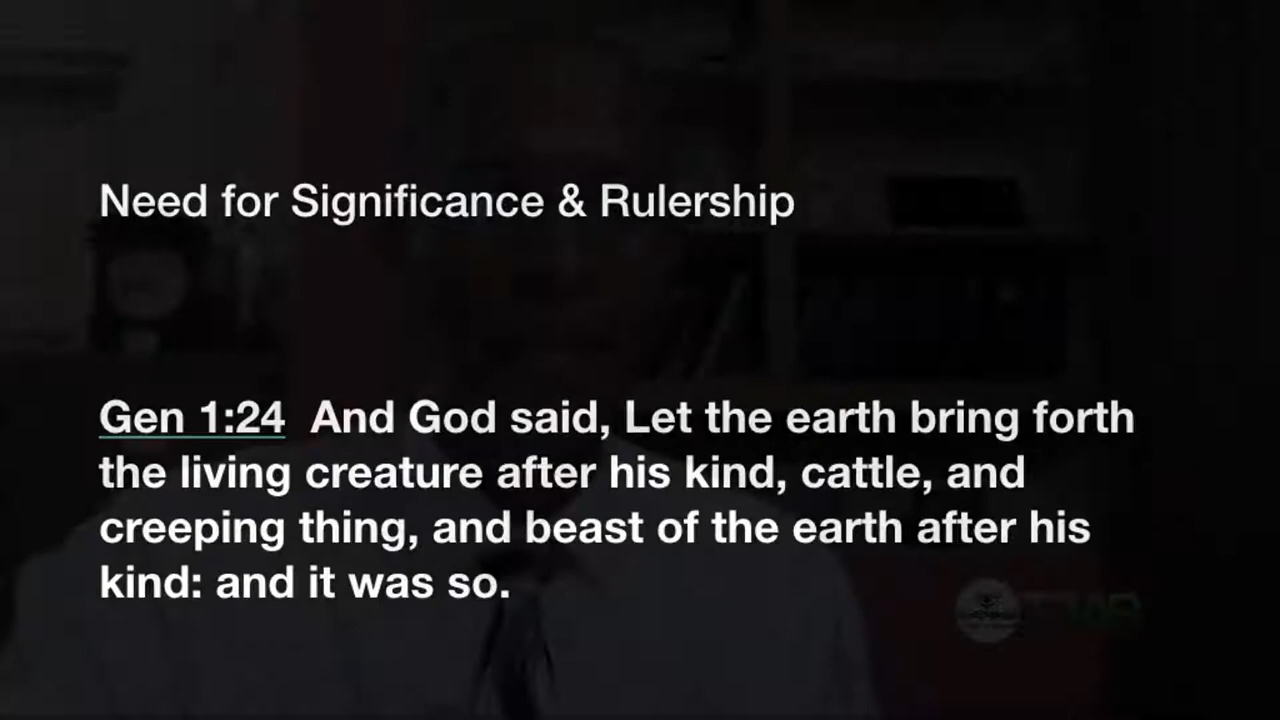 Need for Significance & Rulership
Gen 1:24 And God said, Let the earth bring forth
the living creature after his kind, cattle, and
creeping thing, and beast of the earth after his
kind: and it was so.